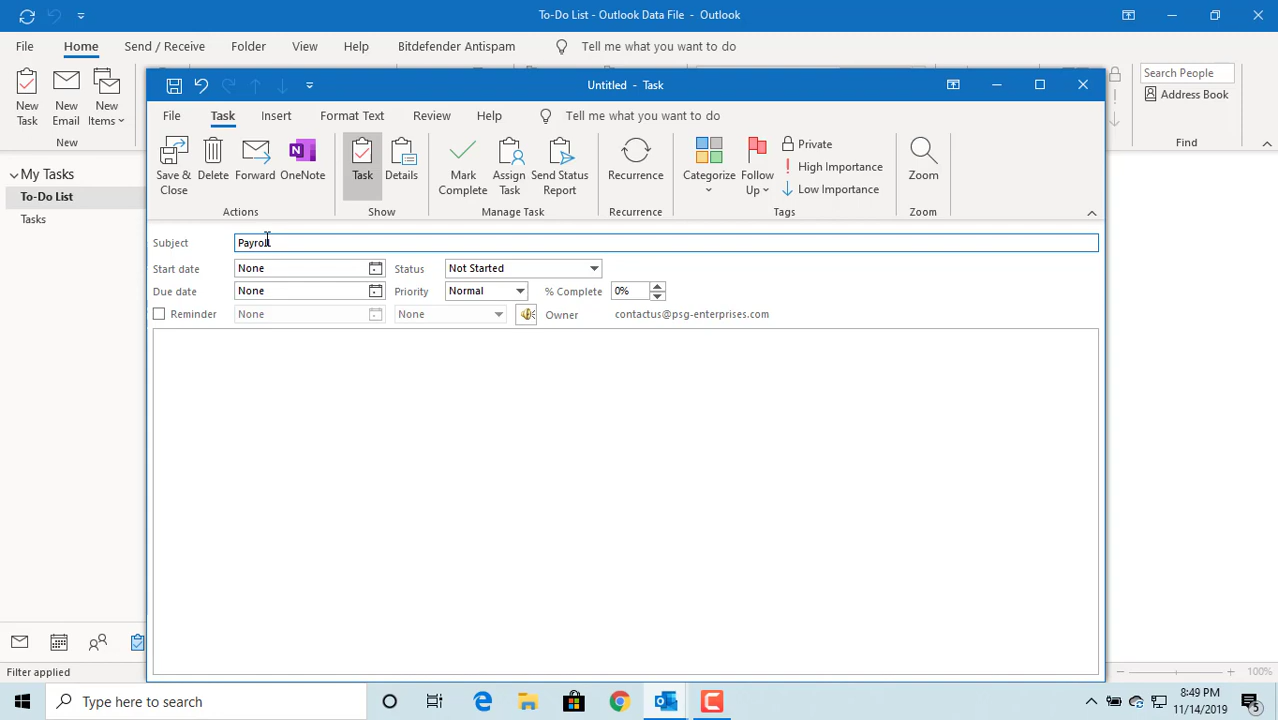 To-Do List - Outlook Data File - Outlook
File Home Send / Receive Folder View Help Bitdefender Antispam Tell me what you want to do
New Task
New Email
New Items
New
Search People
Address Book
Find
My Tasks
To-Do List
Tasks
Untitled - Task
File Task Insert Format Text Review Help Tell me what you want to do
Save & Close
Delete
Forward
OneNote
Actions
Task
Details
Show
Mark Complete
Assign Task
Send Status Report
Manage Task
Recurrence
Recurrence
Categorize
Follow Up
Private
High Importance
Low Importance
Tags
Zoom
Zoom
Subject Payroll
Start date None Status Not Started
Due date None Priority Normal % Complete 0%
Reminder None None Owner contactus@psg-enterprises.com
Filter applied
100%
Type here to search
8:49 PM
11/14/2019
5